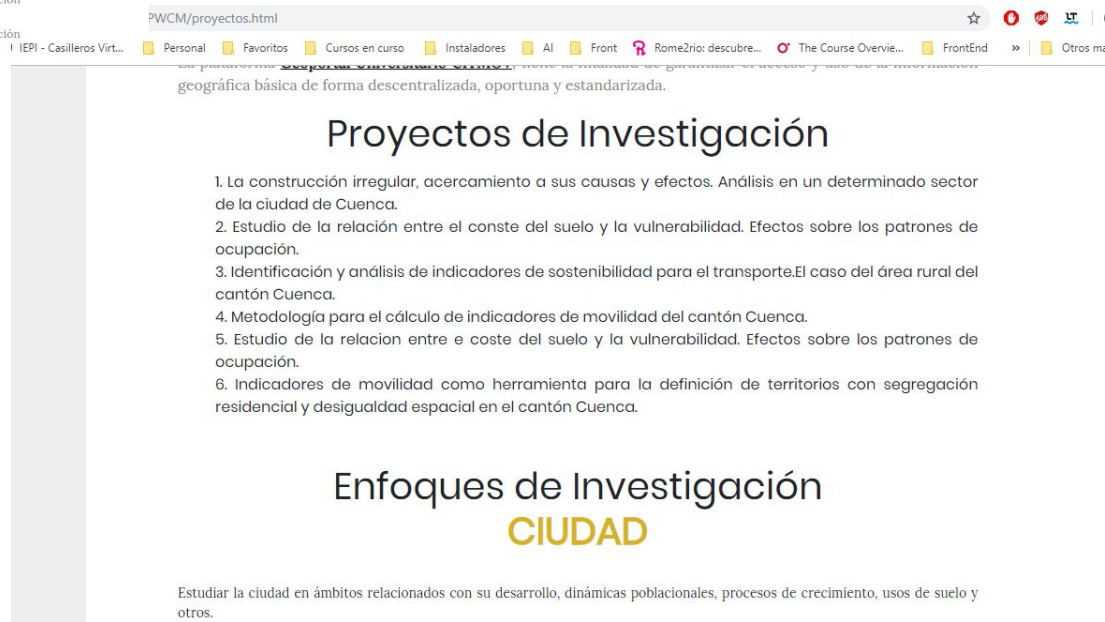 ción
ción
PWCM/proyectos.html
IEPI - Casilleros Virt... Personal Favoritos Cursos en curso Instaladores AI Front Rome2rio: descubre... The Course Overvie... FrontEnd » Otros ma
geográfica básica de forma descentralizada, oportuna y estandarizada.
Proyectos de Investigación
1. La construcción irregular, acercamiento a sus causas y efectos. Análisis en un determinado sector
de la ciudad de Cuenca.
2. Estudio de la relación entre el conste del suelo y la vulnerabilidad. Efectos sobre los patrones de
ocupación.
3. Identificación y análisis de indicadores de sostenibilidad para el transporte.El caso del área rural del
cantón Cuenca.
4. Metodología para el cálculo de indicadores de movilidad del cantón Cuenca.
5. Estudio de la relacion entre e coste del suelo y la vulnerabilidad. Efectos sobre los patrones de
ocupación.
6. Indicadores de movilidad como herramienta para la definición de territorios con segregación
residencial y desigualdad espacial en el cantón Cuenca.
Enfoques de Investigación
CIUDAD
Estudiar la ciudad en ámbitos relacionados con su desarrollo, dinámicas poblacionales, procesos de crecimiento, usos de suelo y
otros.